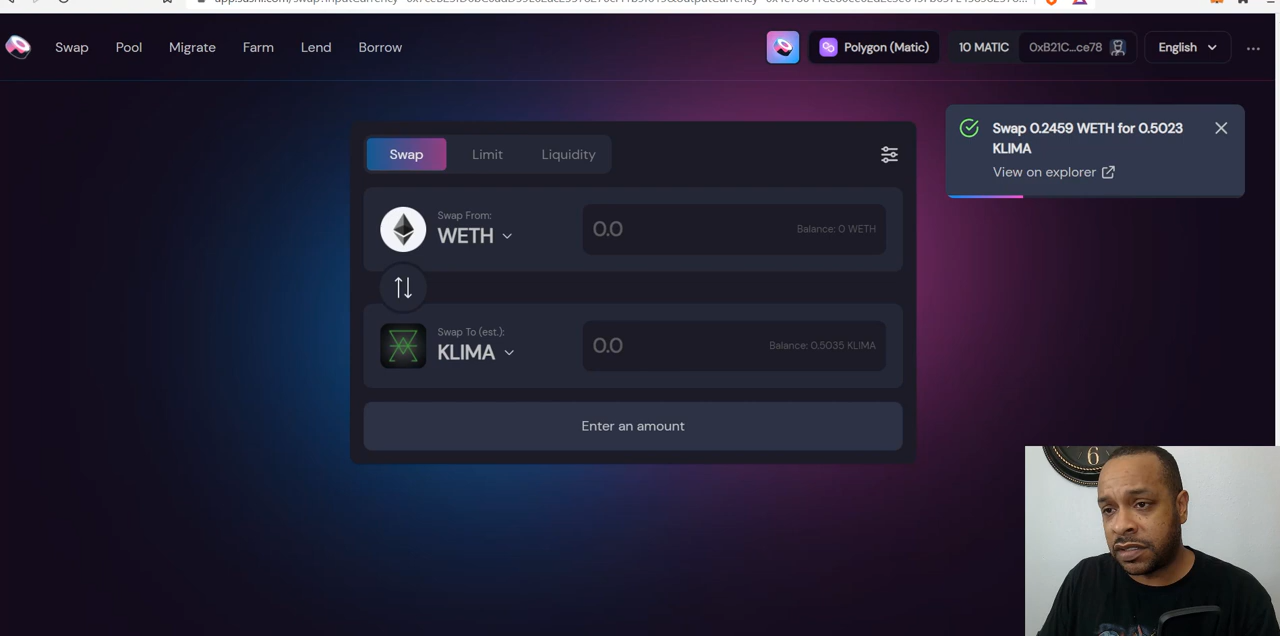 Swap Pool Migrate Farm Lend Borrow Polygon (Matic) 10 MATIC 0xB21C...ce78 English
Swap Limit Liquidity
Swap 0.2459 WETH for 0.5023
KLIMA
View on explorer
Swap From:
WETH
0.0 Balance: 0 WETH
Swap To (est.):
KLIMA
0.0 Balance: 0.5035 KLIMA
Enter an amount
6